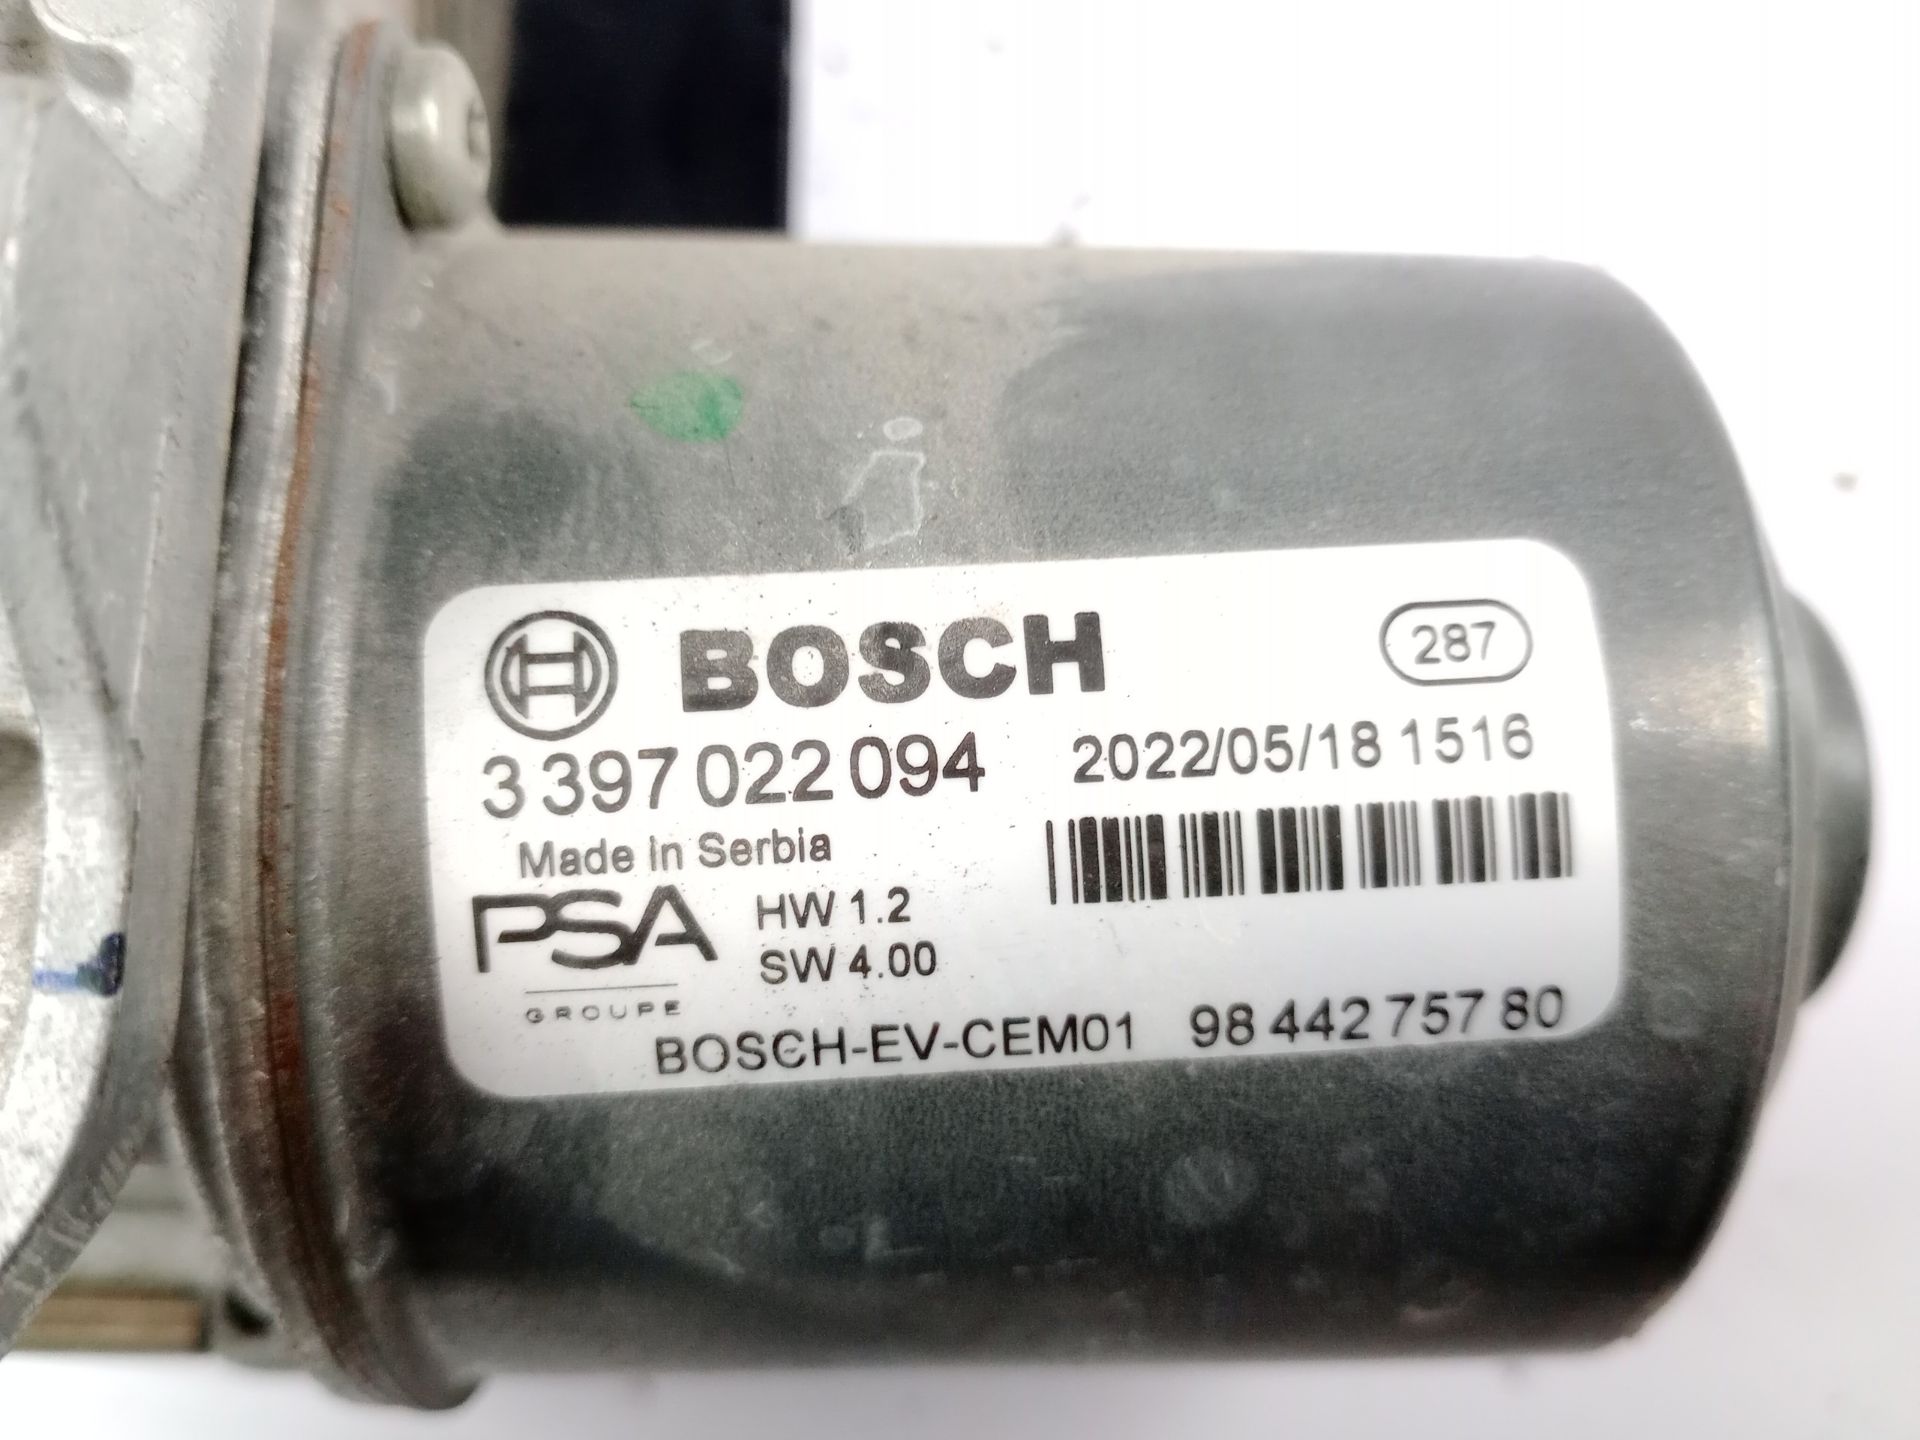 BOSCH 287
3 397 022 094 2022/05/18 1516
Made in Serbia
PSA HW 1.2
SW 4.00
GROUPE
BOSCH-EV-CEM01 98 442 757 80